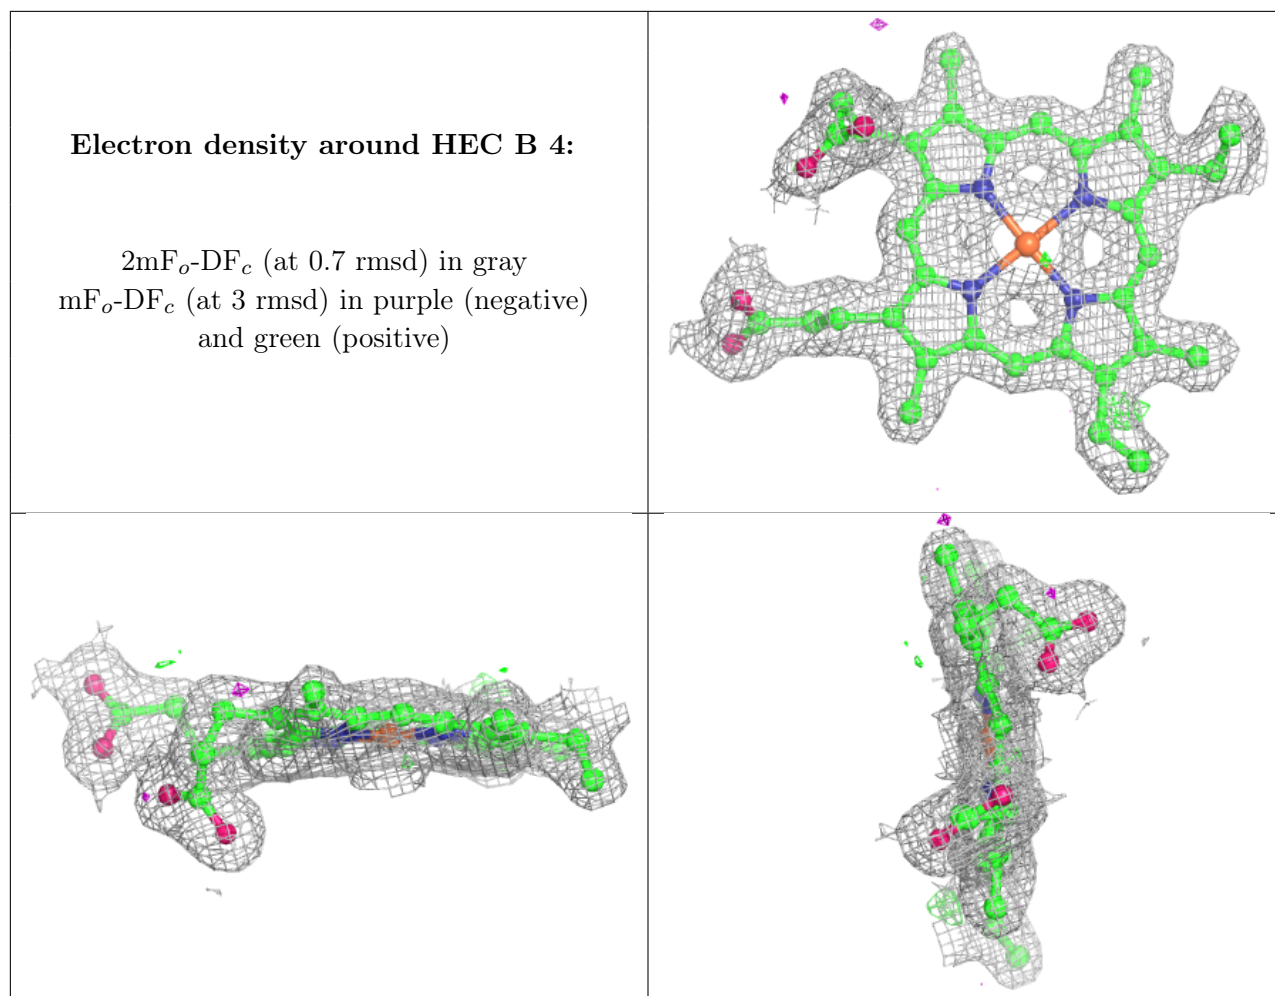 Electron density around HEC B 4:
2mFo-DFc (at 0.7 rmsd) in gray
mFo-DFc (at 3 rmsd) in purple (negative)
and green (positive)